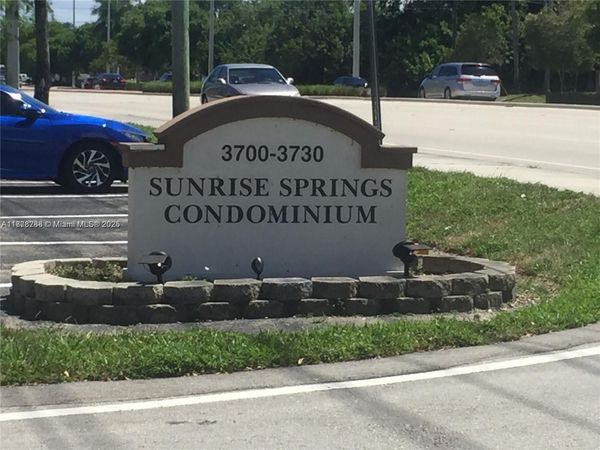 3700-3730
SUNRISE SPRINGS
CONDOMINIUM
Miami MLS® 2026